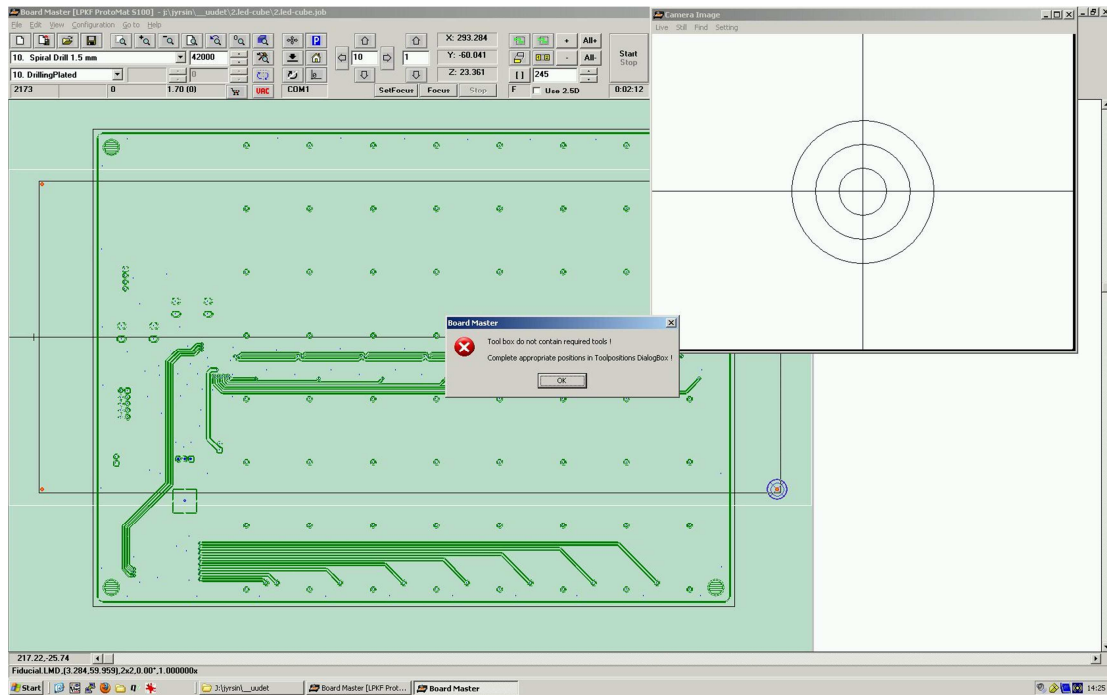 Board Master [LPKF ProtoMat S100] - j:\jyrsin\__uudet\2.led-cube\2.led-cube.job
File Edit View Configuration Go to Help
X: 293.284
All+
10. Spiral Drill 1.5 mm
42000
10
1
Y: -60.041
All-
Start
Stop
10. DrillingPlated
0
Z: 23.361
245
2173
0
1.70 (0)
VAC
COM1
SetFocus
Focus
Stop
F
Use 2.5D
0:02:12
Camera Image
Live Still Find Setting
Board Master
Tool box do not contain required tools !
Complete appropriate positions in Toolpositions DialogBox !
OK
217.22,-25.74
Fiducial.LMD,(3.284,59.959),2x2,0.00°,1.000000x
Start
J:\jyrsin\__uudet
Board Master [LPKF Prot...
Board Master
14:25